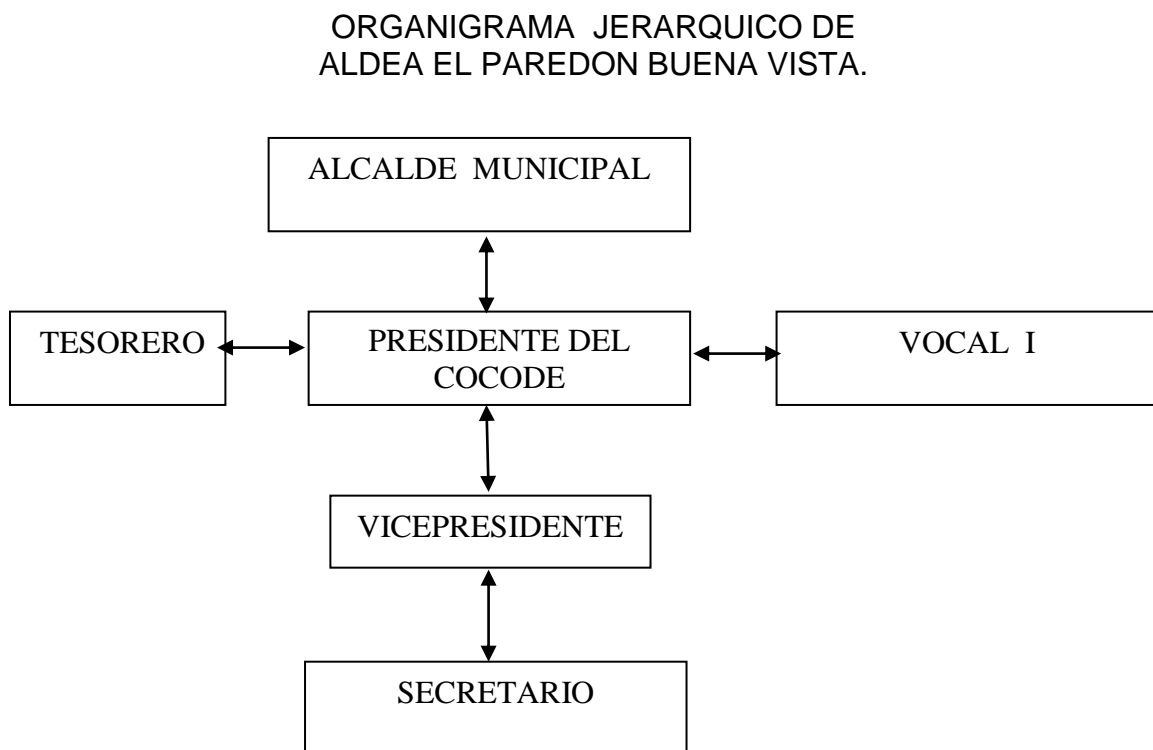 ORGANIGRAMA JERARQUICO DE
ALDEA EL PAREDON BUENA VISTA.
ALCALDE MUNICIPAL
TESORERO
PRESIDENTE DEL
COCODE
VOCAL I
VICEPRESIDENTE
SECRETARIO